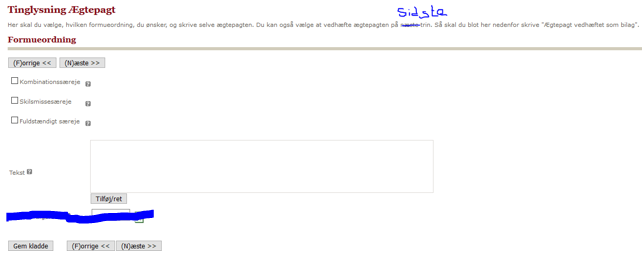 Tinglysning Ægtepagt
sidste
Her skal du vælge, hvilken formueordning, du ønsker, og skrive selve ægtepagten. Du kan også vælge at vedhæfte ægtepagten på næste trin. Så skal du blot her nedenfor skrive "Ægtepagt vedhæftet som bilag".
Formueordning
(F)orrige << (N)æste >>
Kombinationssæreje ?
Skilsmissesæreje ?
Fuldstændigt særeje ?
Tekst ?
Tilføj/ret
Gem kladde (F)orrige << (N)æste >>